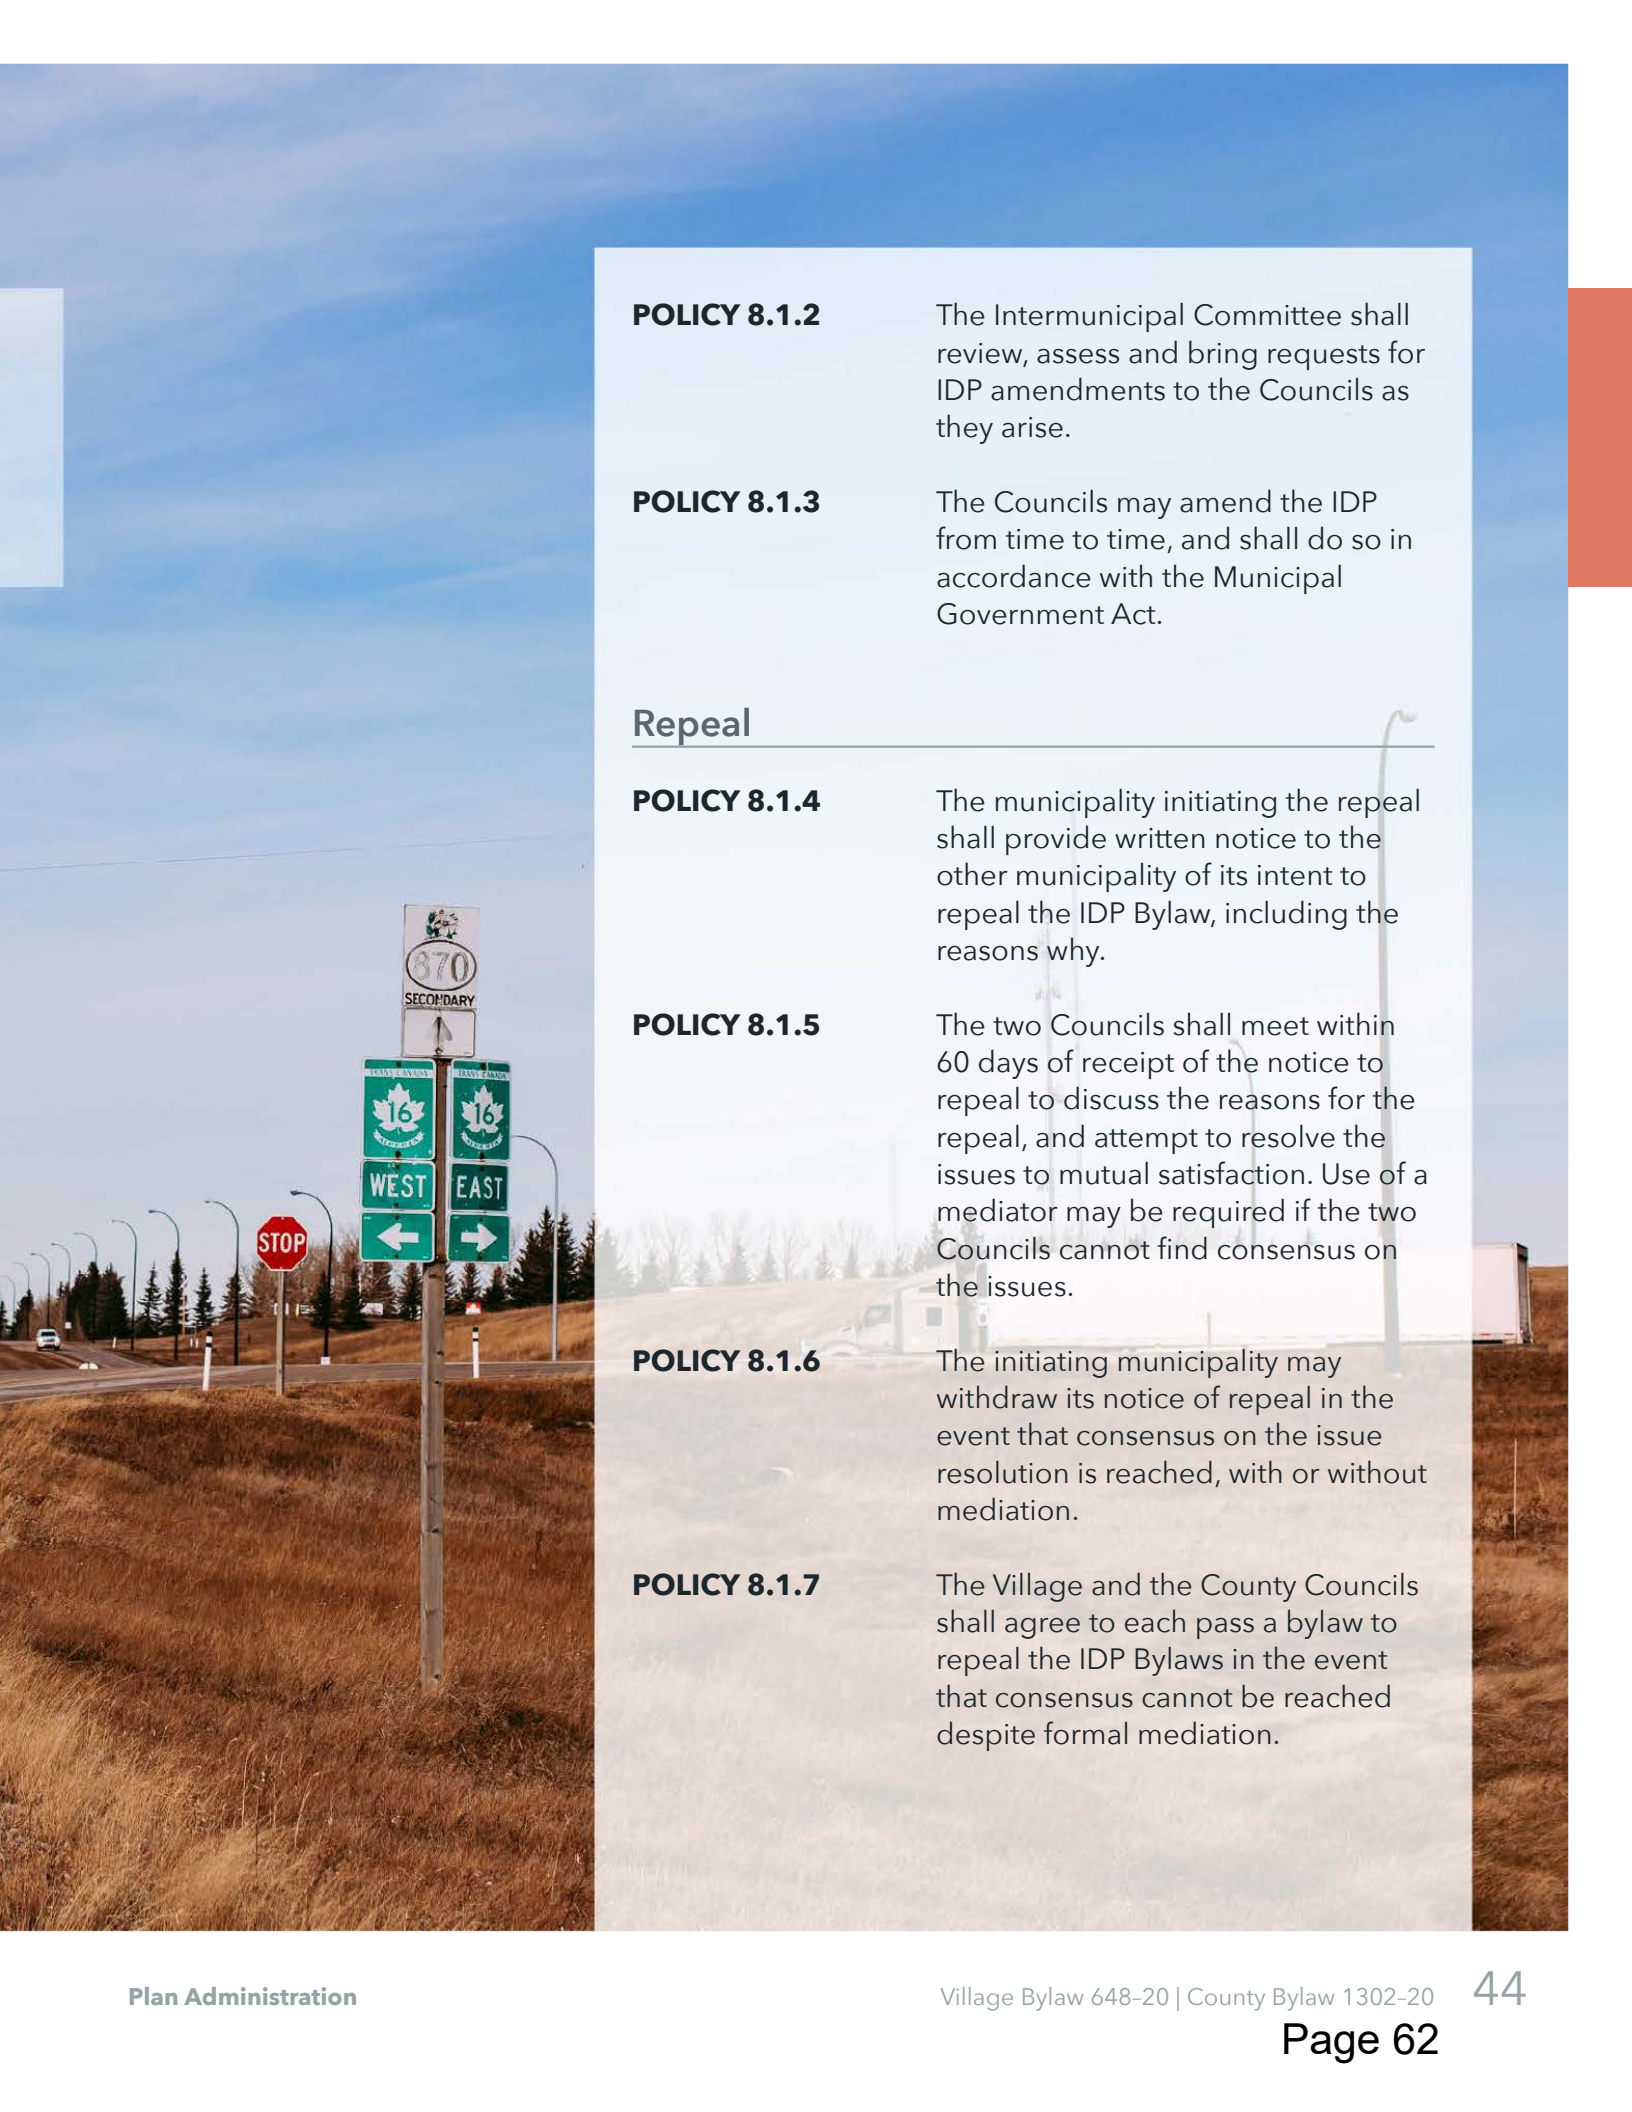 POLICY 8.1.2
The Intermunicipal Committee shall
review, assess and bring requests for
IDP amendments to the Councils as
they arise.
POLICY 8.1.3
The Councils may amend the IDP
from time to time, and shall do so in
accordance with the Municipal
Government Act.
Repeal
POLICY 8.1.4
The municipality initiating the repeal
shall provide written notice to the
other municipality of its intent to
repeal the IDP Bylaw, including the
reasons why.
POLICY 8.1.5
The two Councils shall meet within
60 days of receipt of the notice to
repeal to discuss the reasons for the
repeal, and attempt to resolve the
issues to mutual satisfaction. Use of a
mediator may be required if the two
Councils cannot find consensus on
the issues.
POLICY 8.1.6
The initiating municipality may
withdraw its notice of repeal in the
event that consensus on the issue
resolution is reached, with or without
mediation.
POLICY 8.1.7
The Village and the County Councils
shall agree to each pass a bylaw to
repeal the IDP Bylaws in the event
that consensus cannot be reached
despite formal mediation.
870
SECONDARY
TRANS CANADA
16
ALBERTA
WEST
TRANS CANADA
16
ALBERTA
EAST
STOP
Plan Administration
Village Bylaw 648–20 | County Bylaw 1302–20 44
Page 62